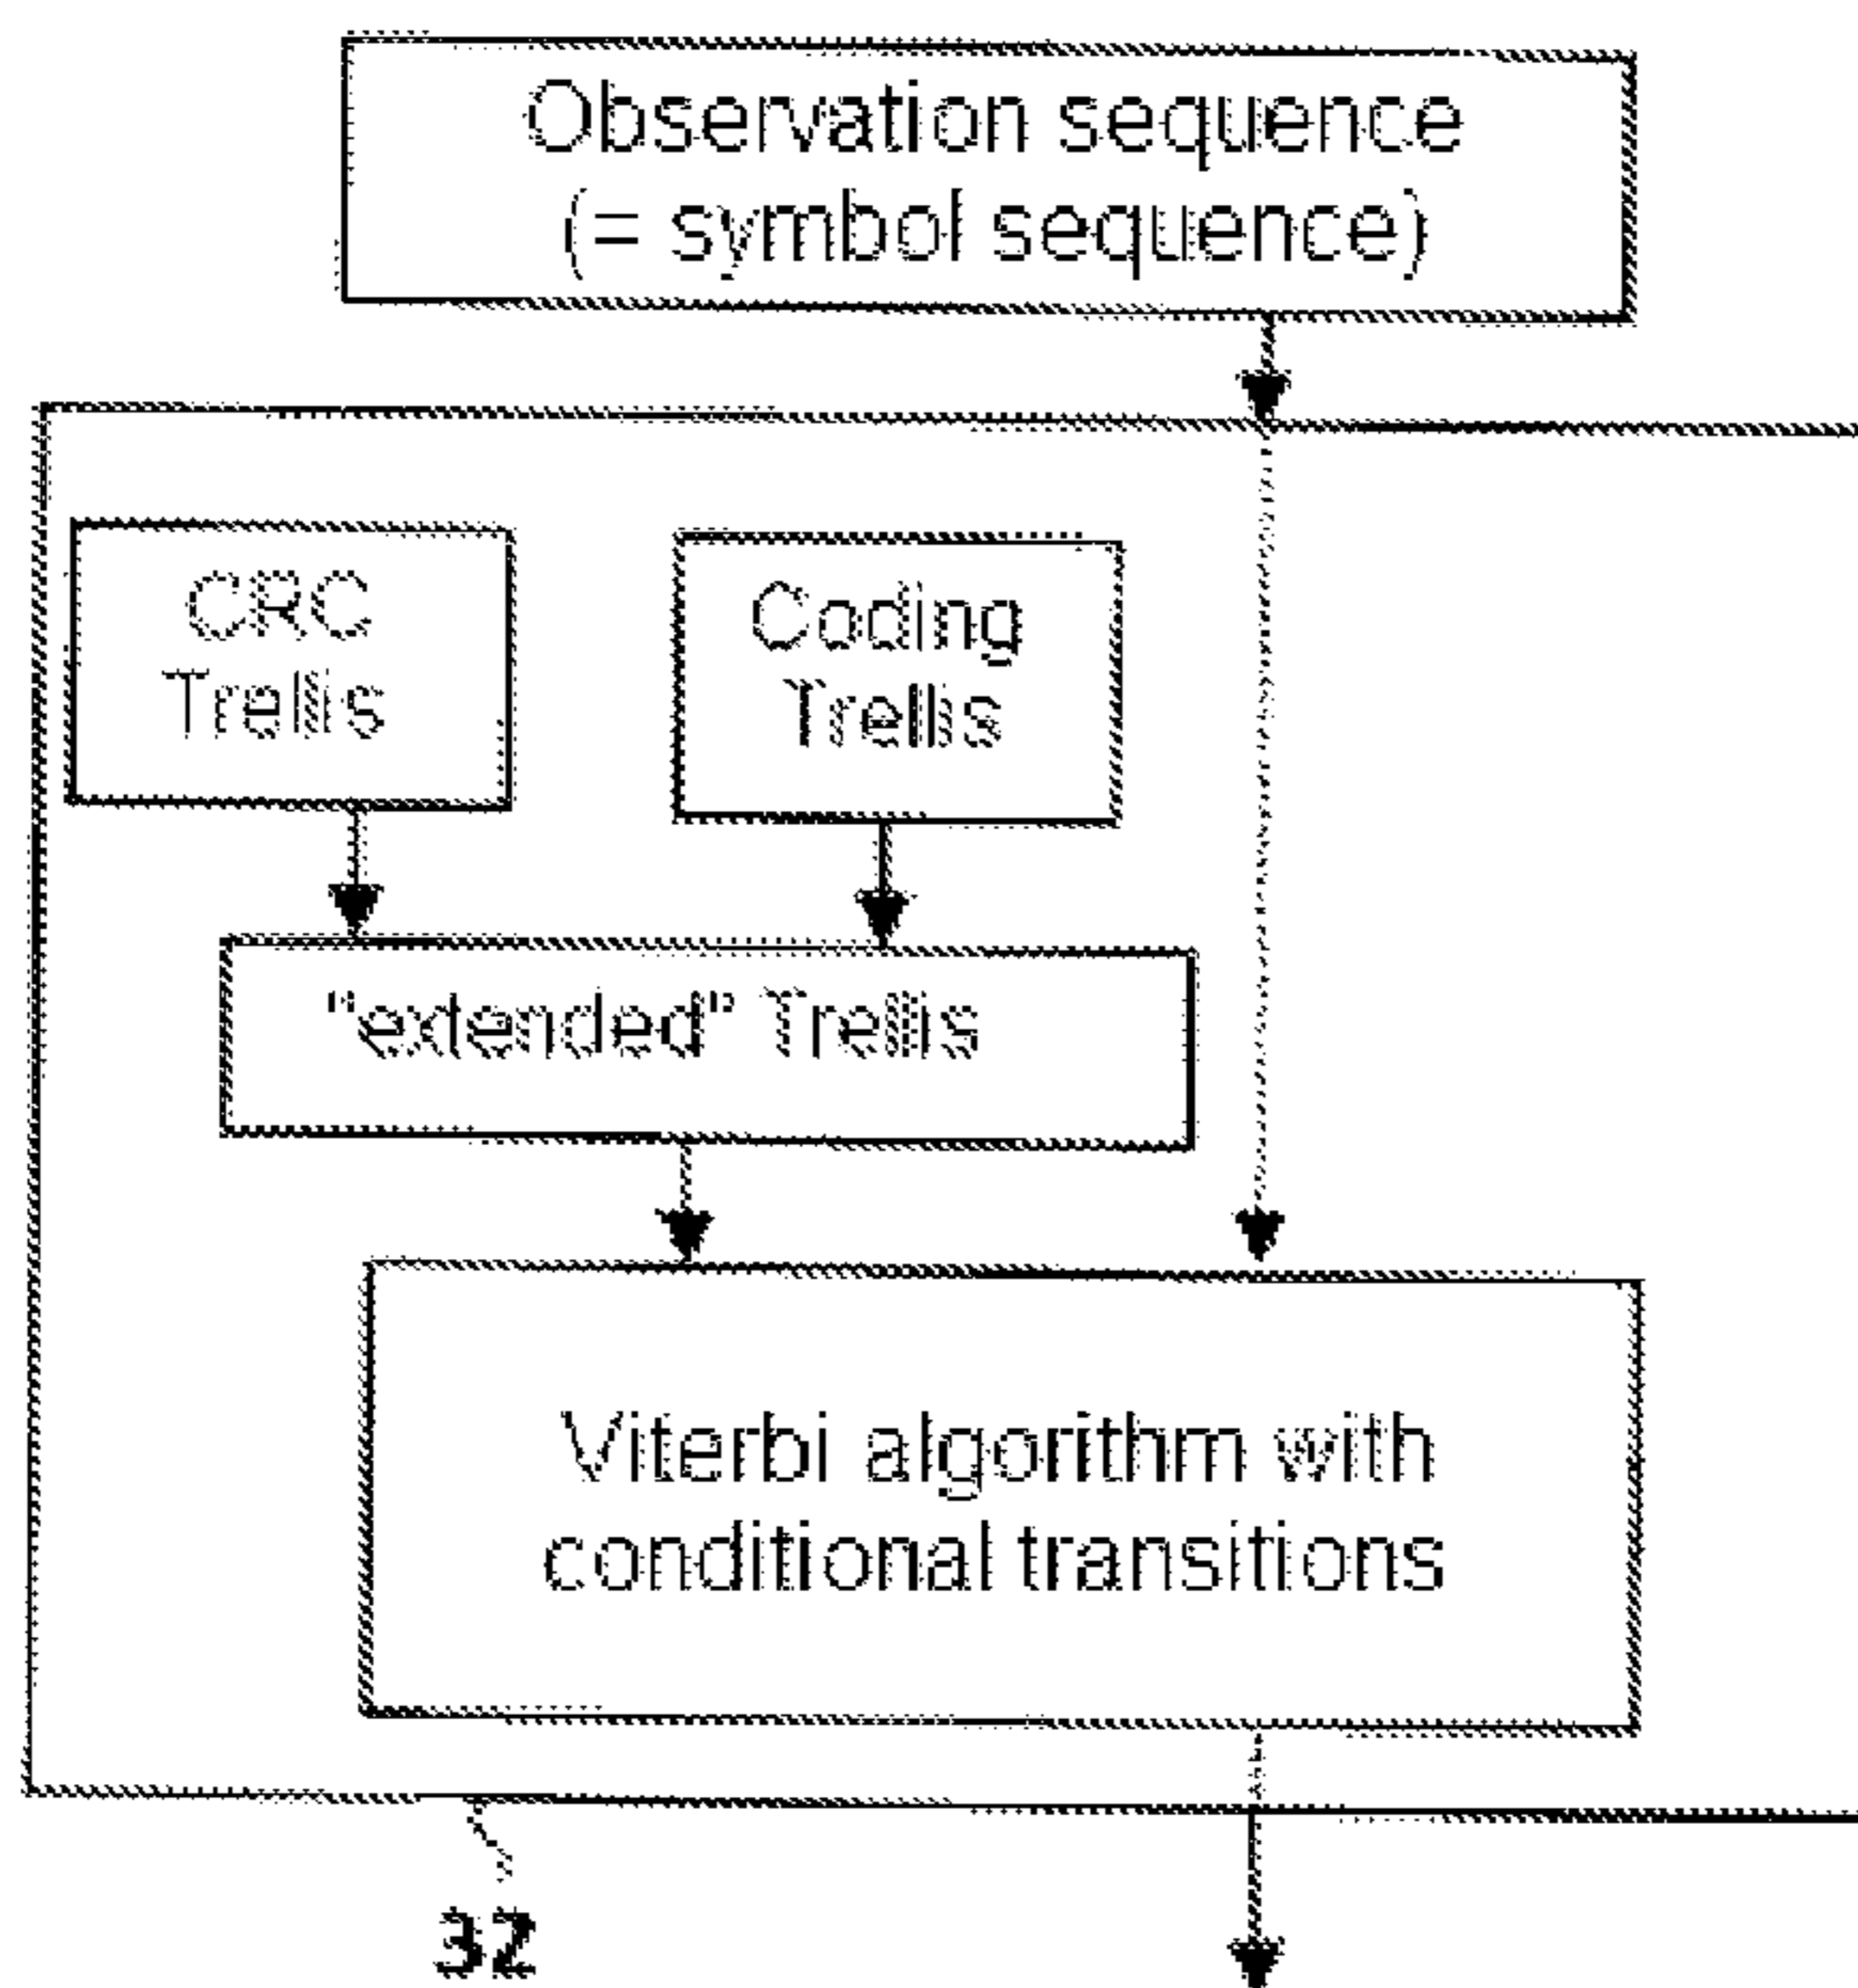 Observation sequence
(= symbol sequence)
CRC
Trellis
Coding
Trellis
"extended" Trellis
Viterbi algorithm with
conditional transitions
32